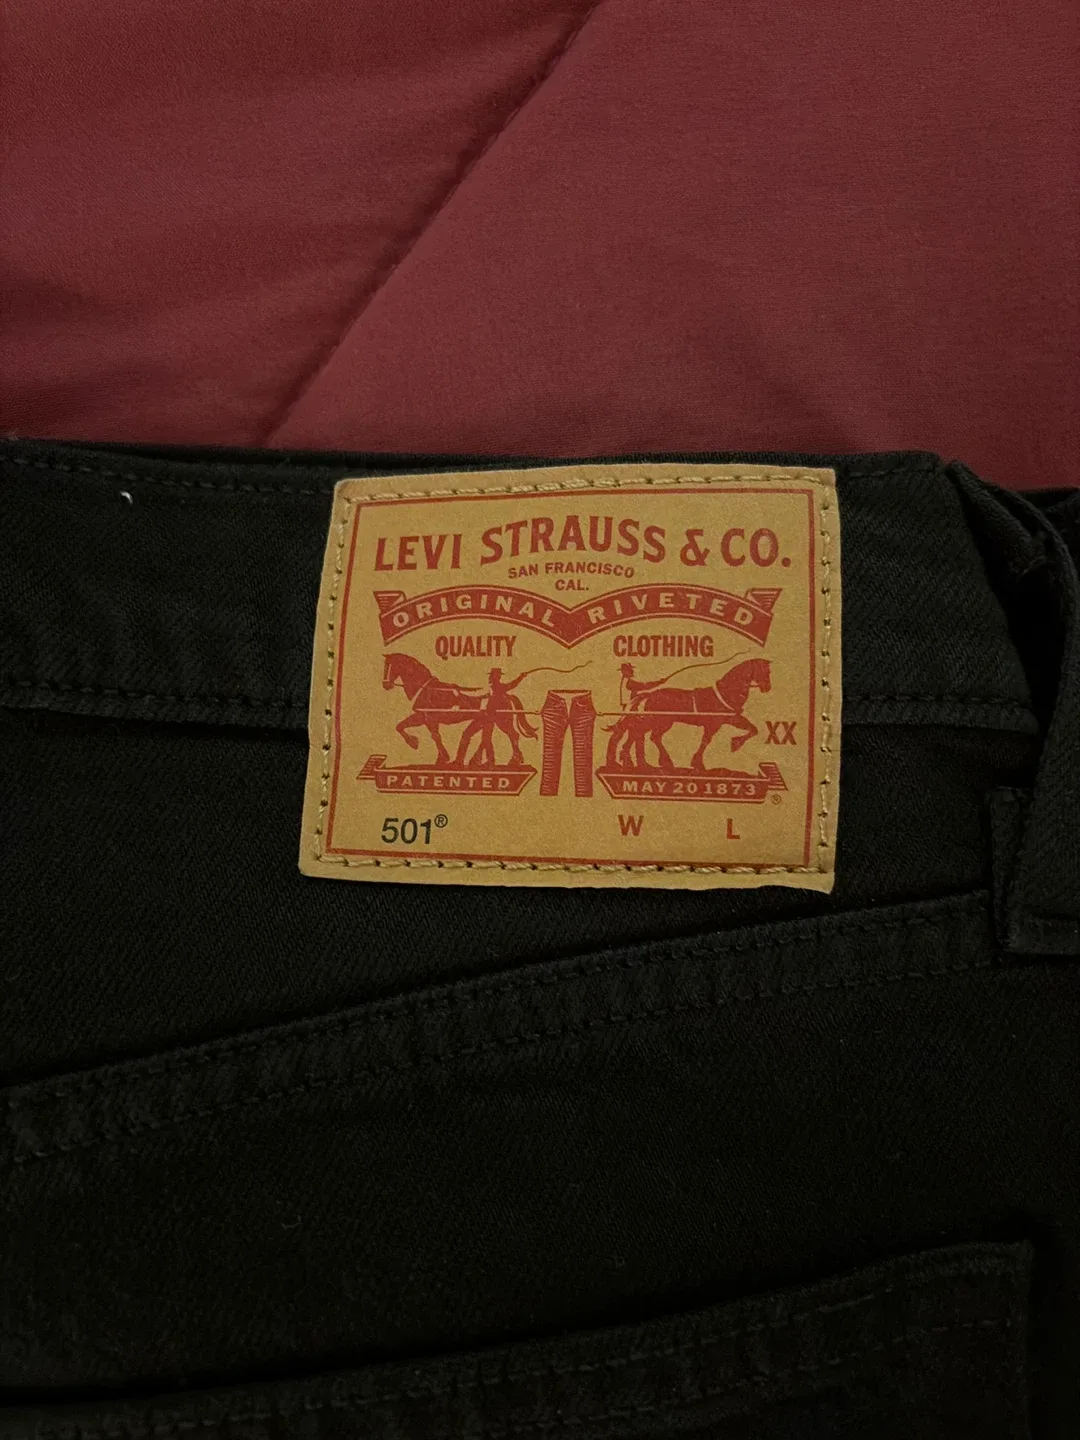 LEVI STRAUSS & CO.
SAN FRANCISCO
CAL.
ORIGINAL RIVETED
QUALITY CLOTHING
XX
PATENTED MAY 20 1873 ®
501® W L